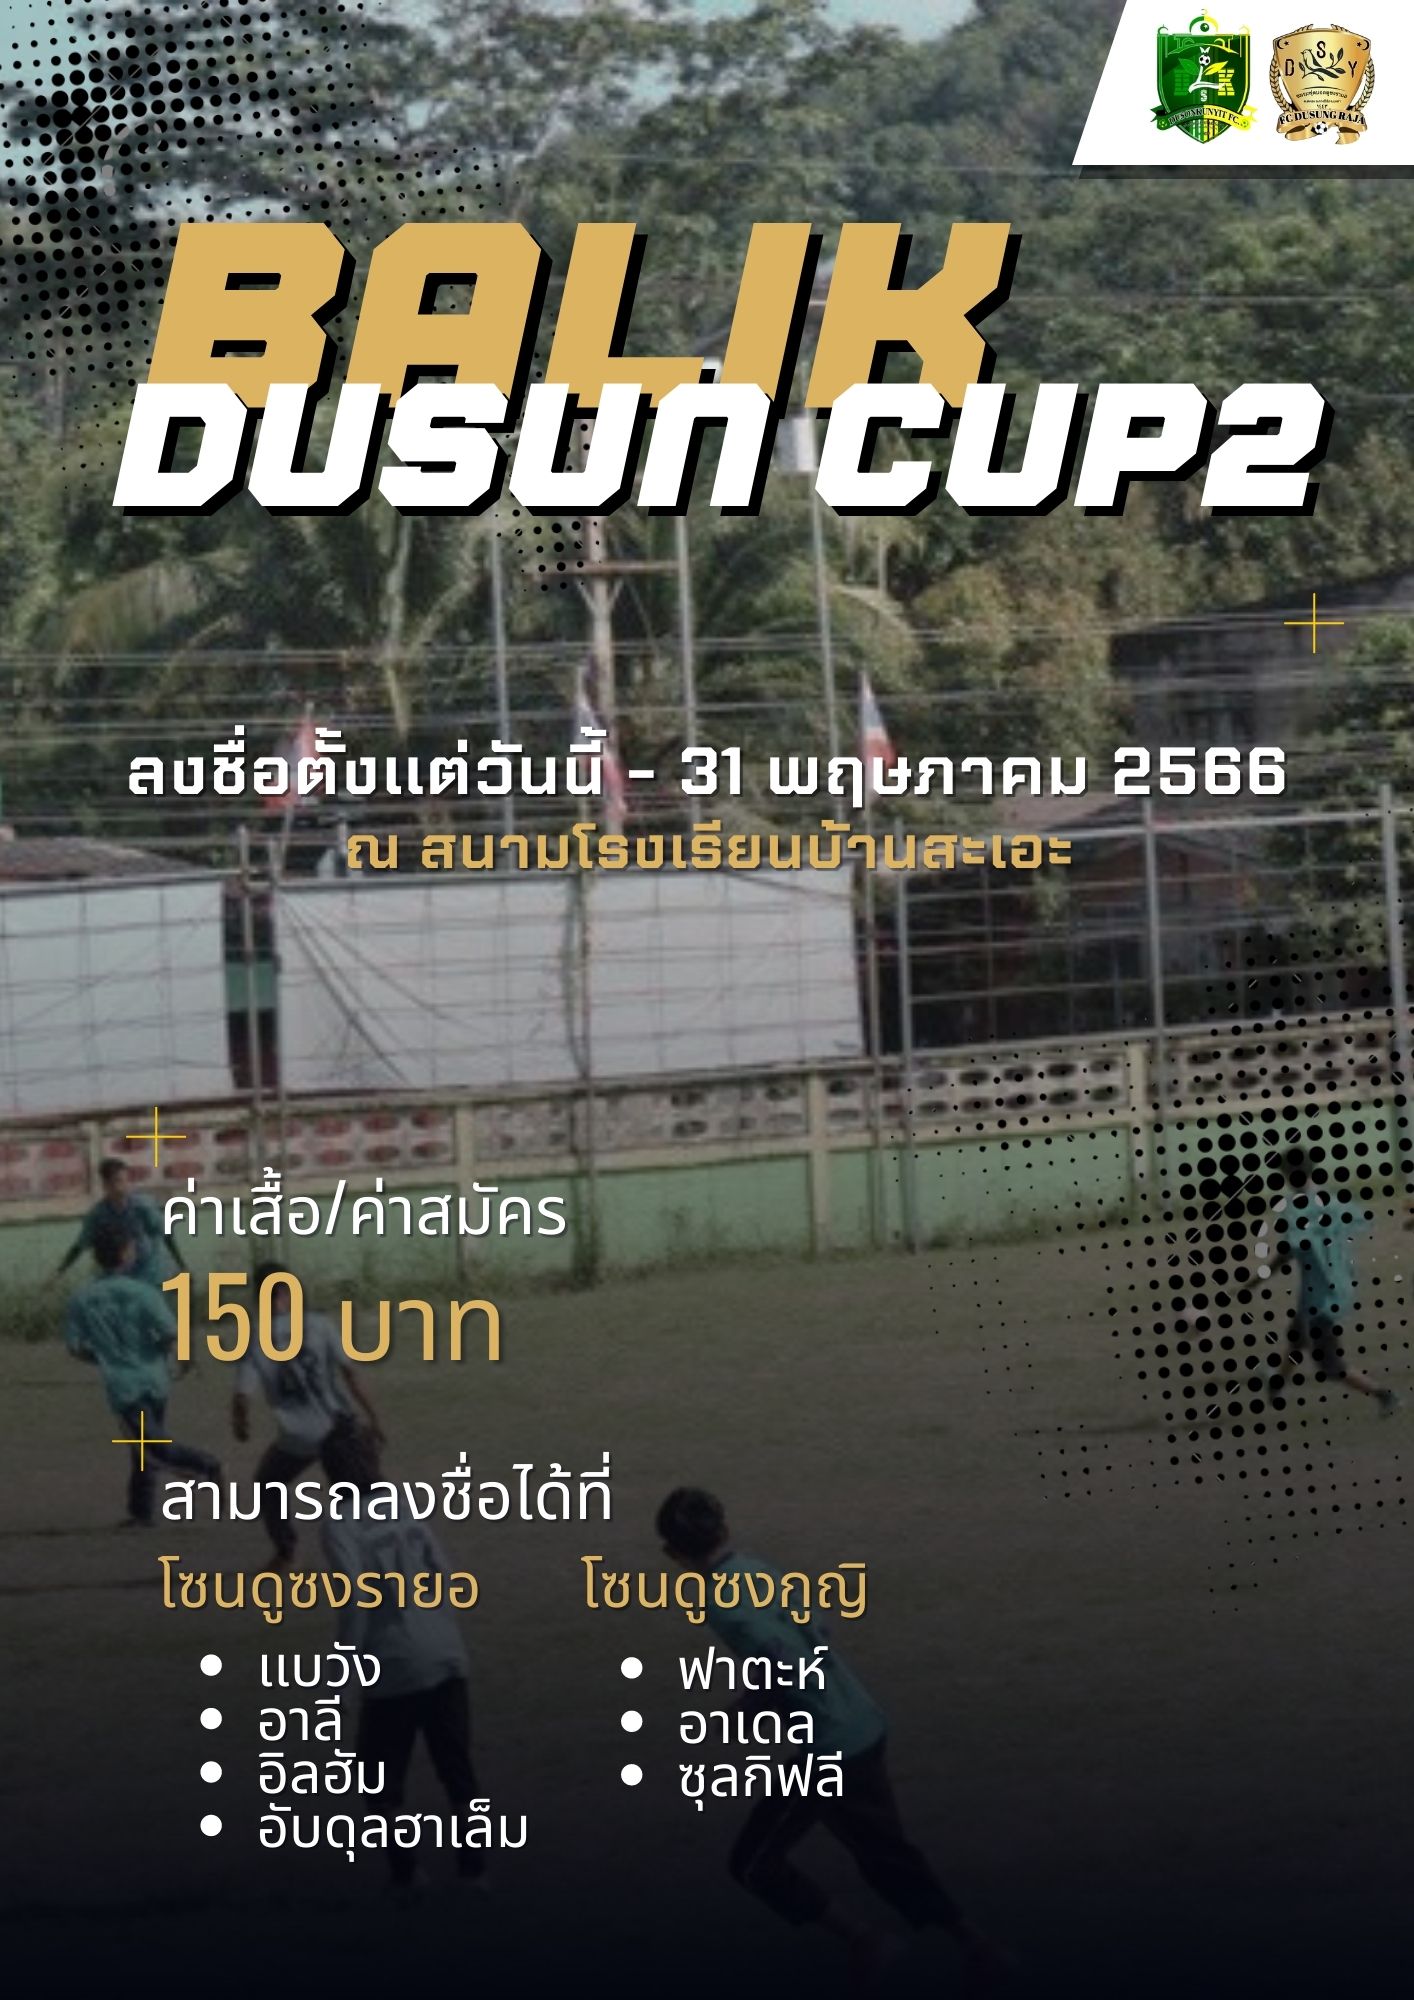 D S Y
DUSONKUNYIT FC.
FC DUSUNG RAJA
BALIK
DUSUN CUP2
ลงชื่อตั้งแต่วันนี้ - 31 พฤษภาคม 2566
ณ สนามโรงเรียนบ้านสะเอะ
ค่าเสื้อ/ค่าสมัคร
150 บาท
สามารถลงชื่อได้ที่
โซนดูซงรายอ
• แบวัง
• อาลี
• อิลฮัม
• อับดุลฮาเล็ม
โซนดูซงกูญิ
• ฟาตะห์
• อาเดล
• ซุลกิฟลี